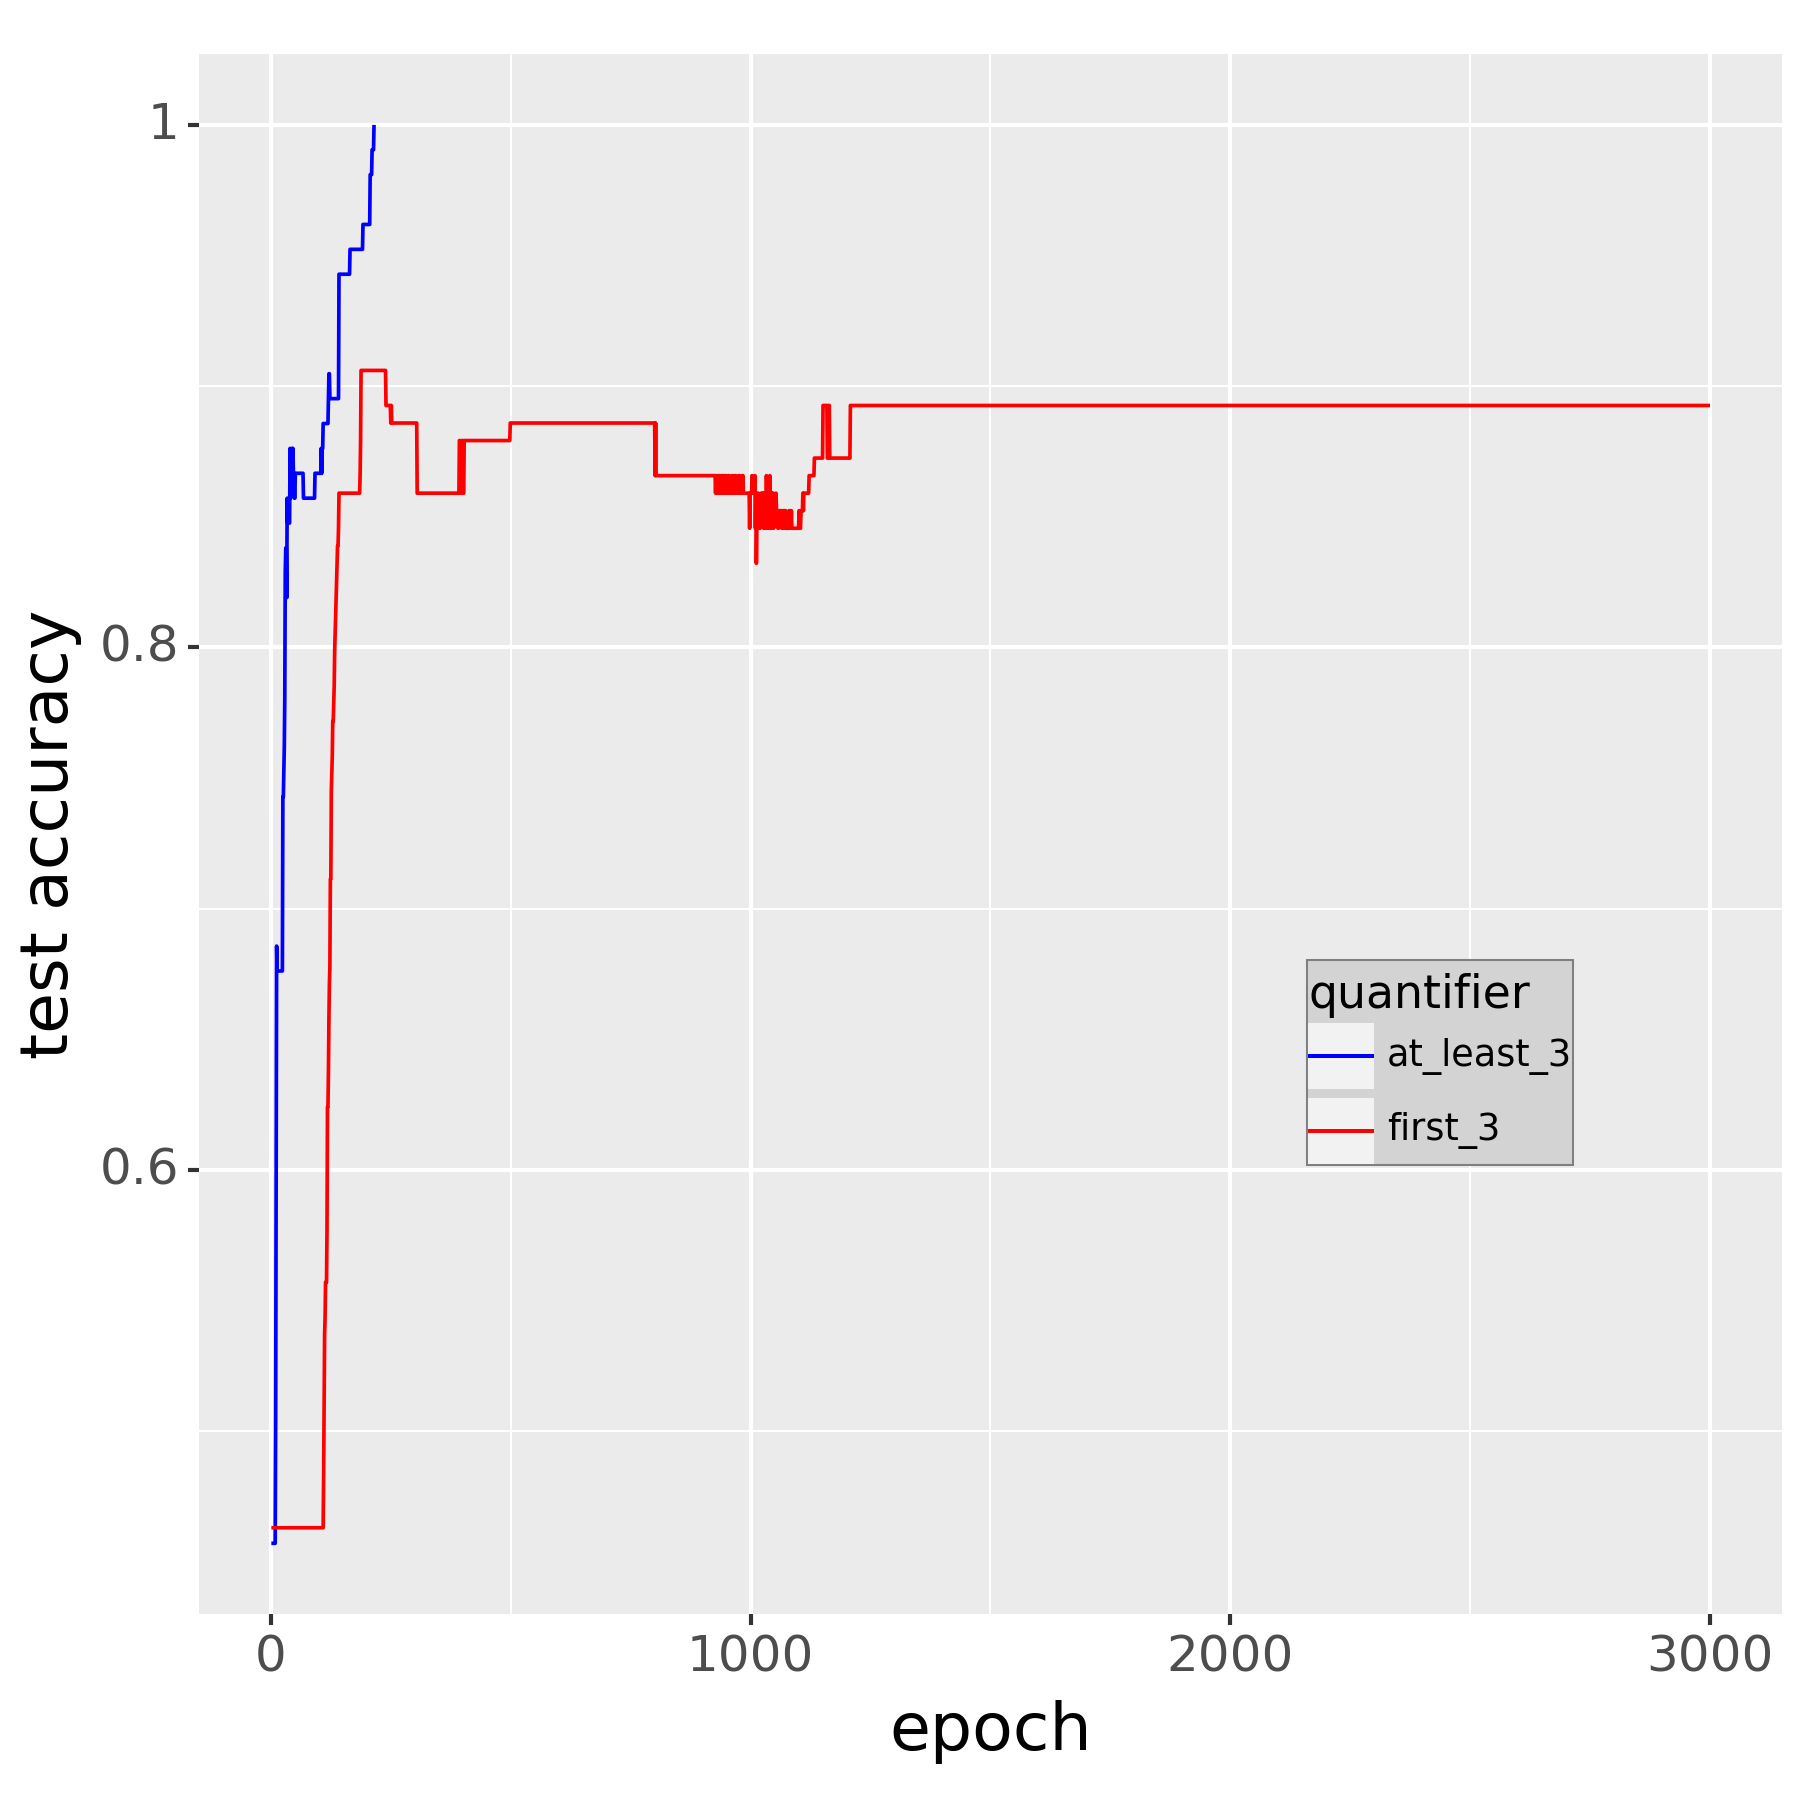 1
0.8
0.6
test accuracy
quantifier
at_least_3
first_3
0 1000 2000 3000
epoch